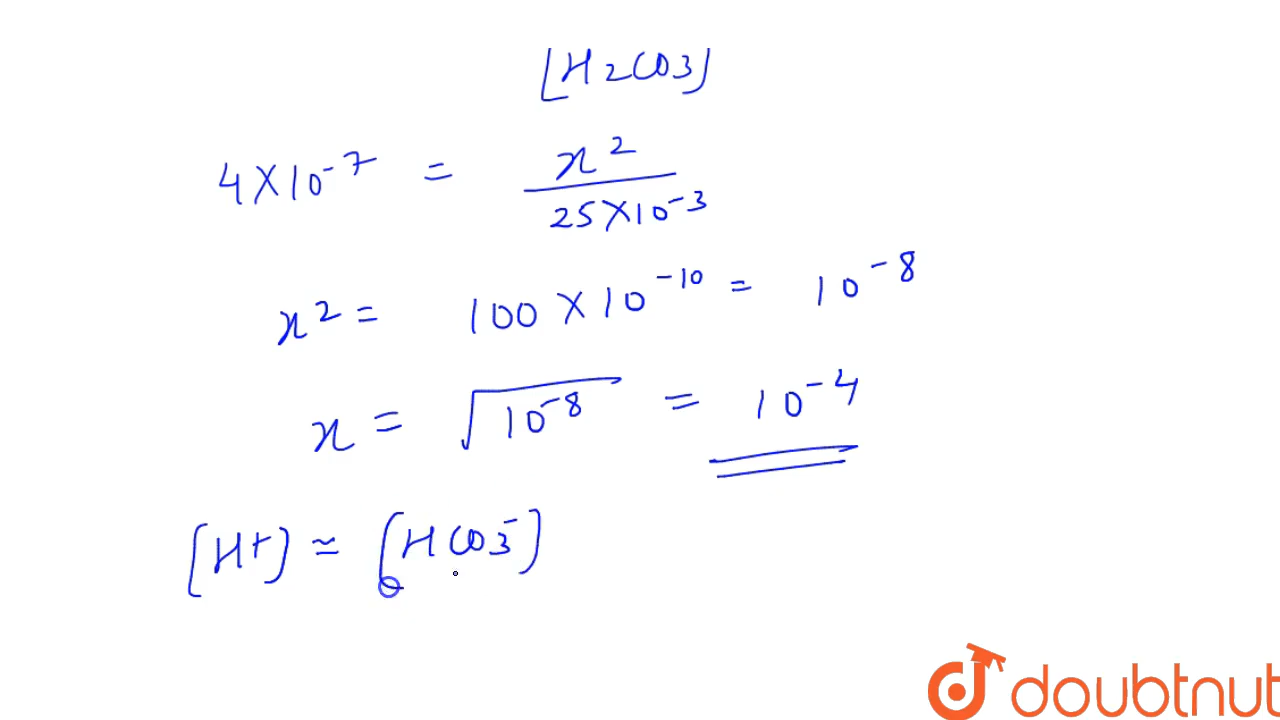 [H2CO3]
4×10⁻⁷ = x² / 25×10⁻³
x² = 100 × 10⁻¹⁰ = 10⁻⁸
x = √10⁻⁸ = 10⁻⁴
[H+] ≃ [HCO3⁻]
doubtnut